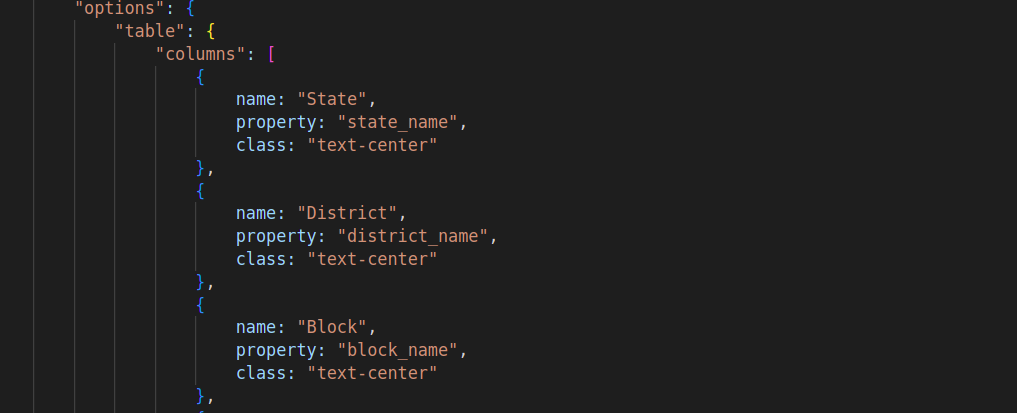 "options": {
"table": {
"columns": [
{
name: "State",
property: "state_name",
class: "text-center"
},
{
name: "District",
property: "district_name",
class: "text-center"
},
{
name: "Block",
property: "block_name",
class: "text-center"
},